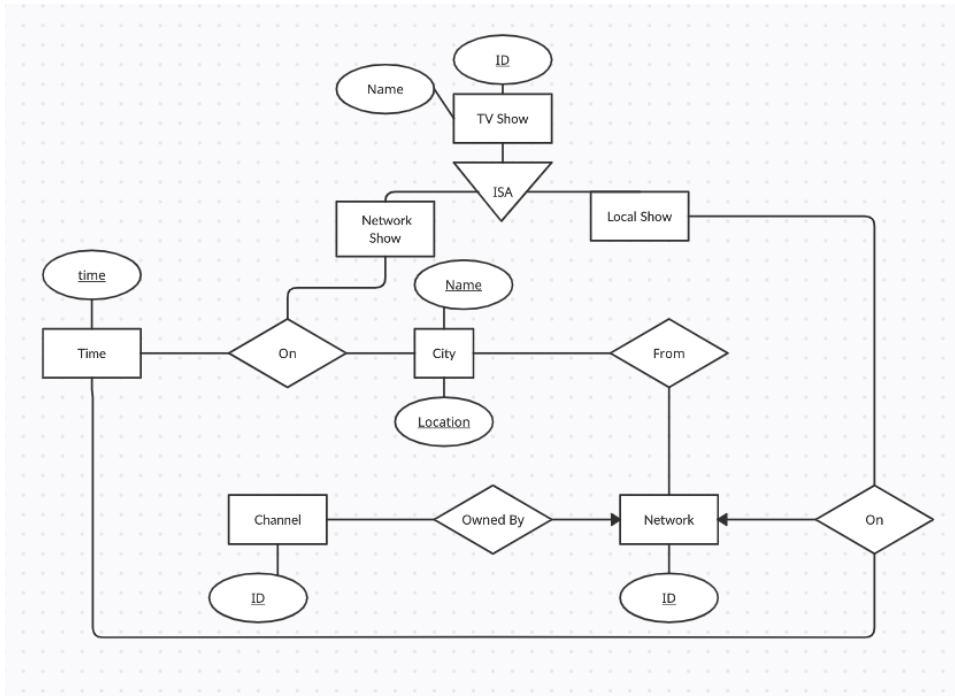 ID
Name
TV Show
ISA
Network
Show
Local Show
time
Name
Time
On
City
From
Location
Channel
Owned By
Network
On
ID
ID